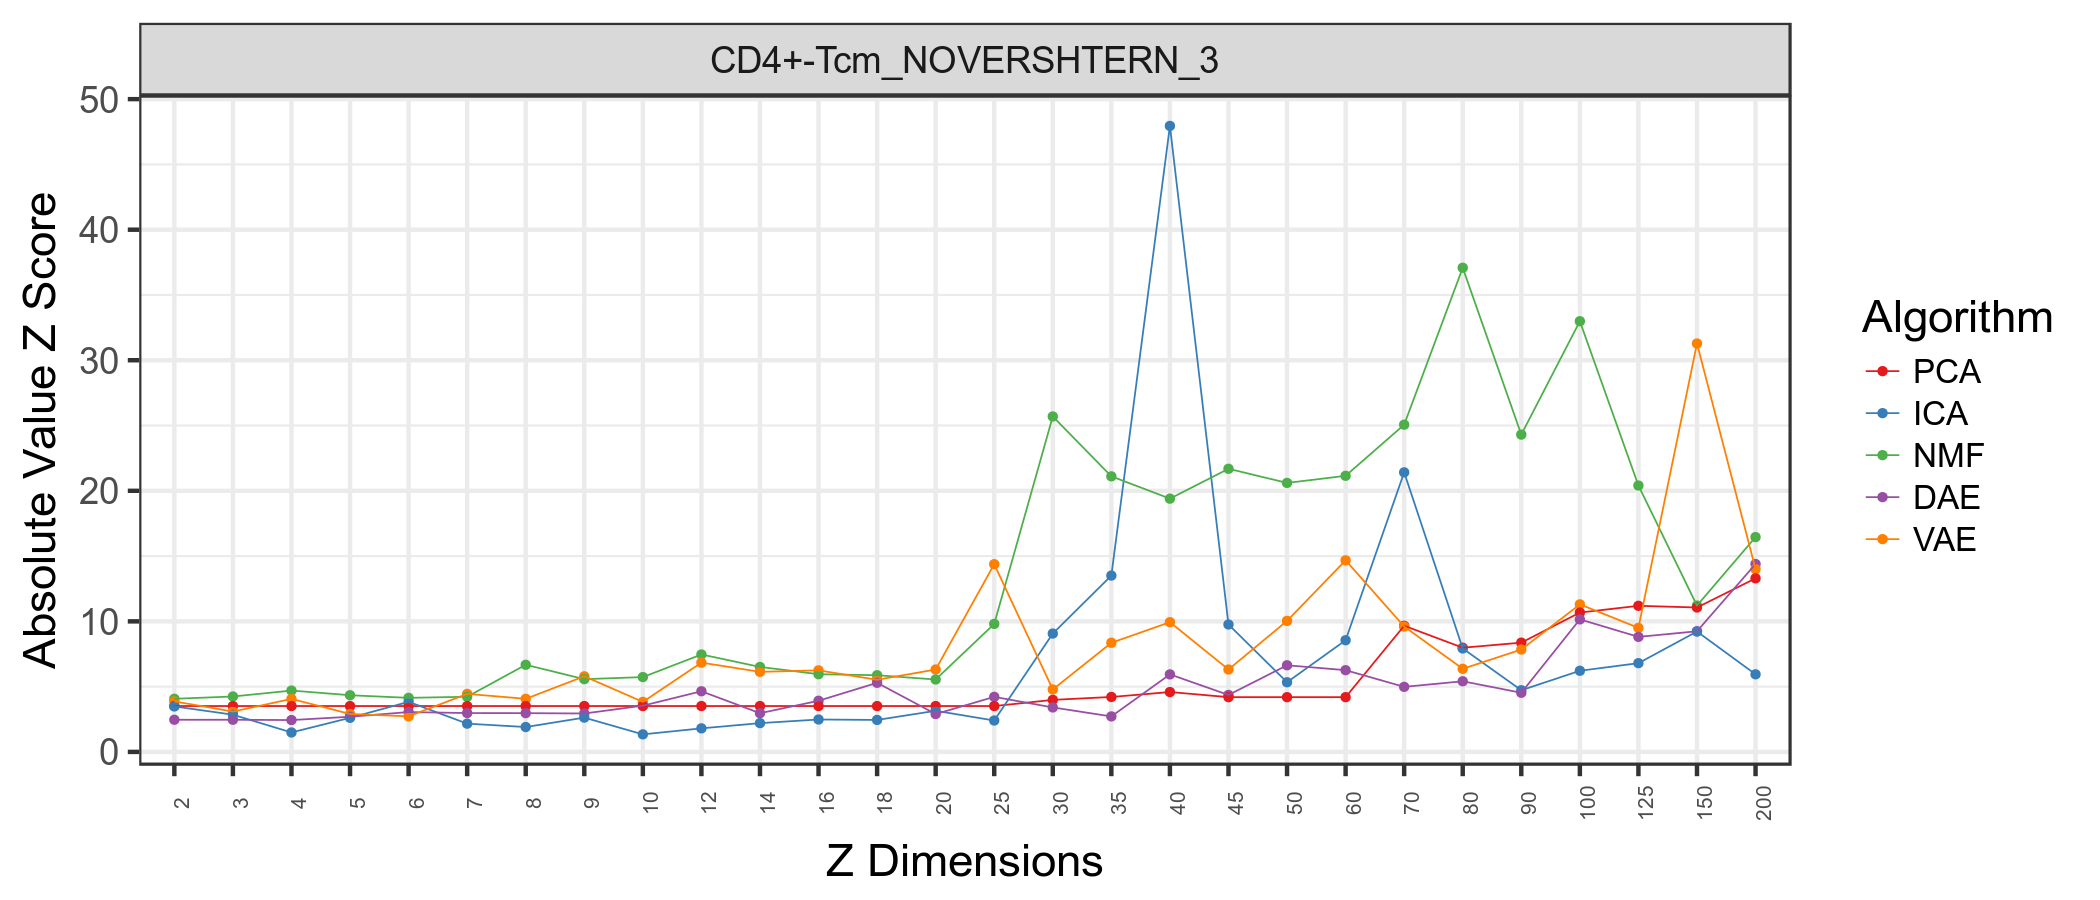 CD4+-Tcm_NOVERSHTERN_3
50
40
30
20
10
0
Absolute Value Z Score
2 3 4 5 6 7 8 9 10 12 14 16 18 20 25 30 35 40 45 50 60 70 80 90 100 125 150 200
Z Dimensions
Algorithm
PCA
ICA
NMF
DAE
VAE